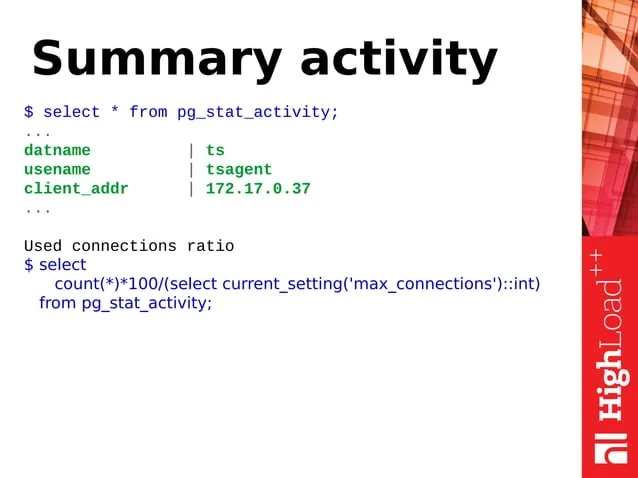 Summary activity
$ select * from pg_stat_activity;
...
datname | ts
usename | tsagent
client_addr | 172.17.0.37
...
Used connections ratio
$ select
count(*)*100/(select current_setting('max_connections')::int)
from pg_stat_activity;
HighLoad++